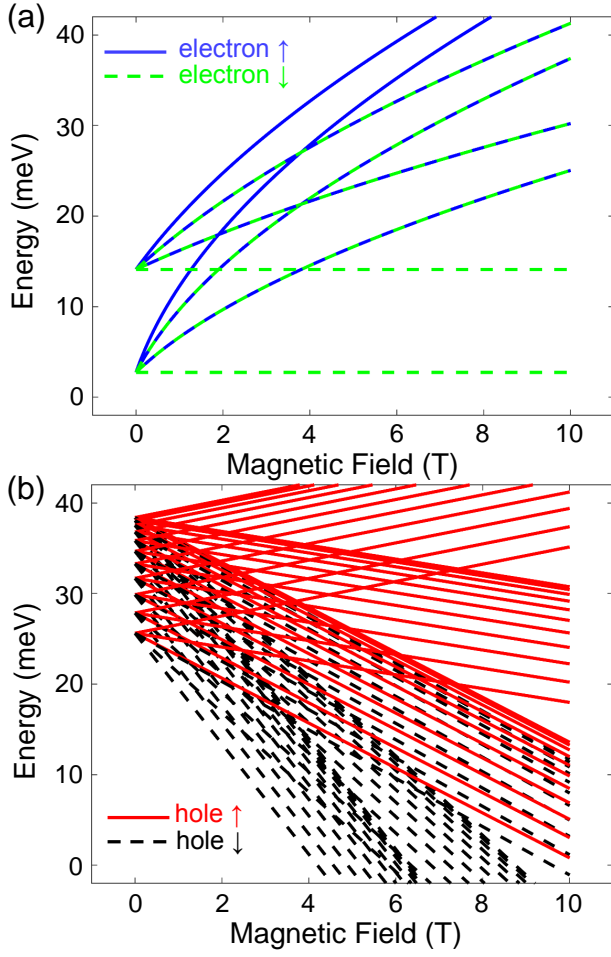 (a)
40
30
20
10
0
Energy (meV)
electron ↑
electron ↓
0 2 4 6 8 10
Magnetic Field (T)
(b)
40
30
20
10
0
Energy (meV)
hole ↑
hole ↓
0 2 4 6 8 10
Magnetic Field (T)